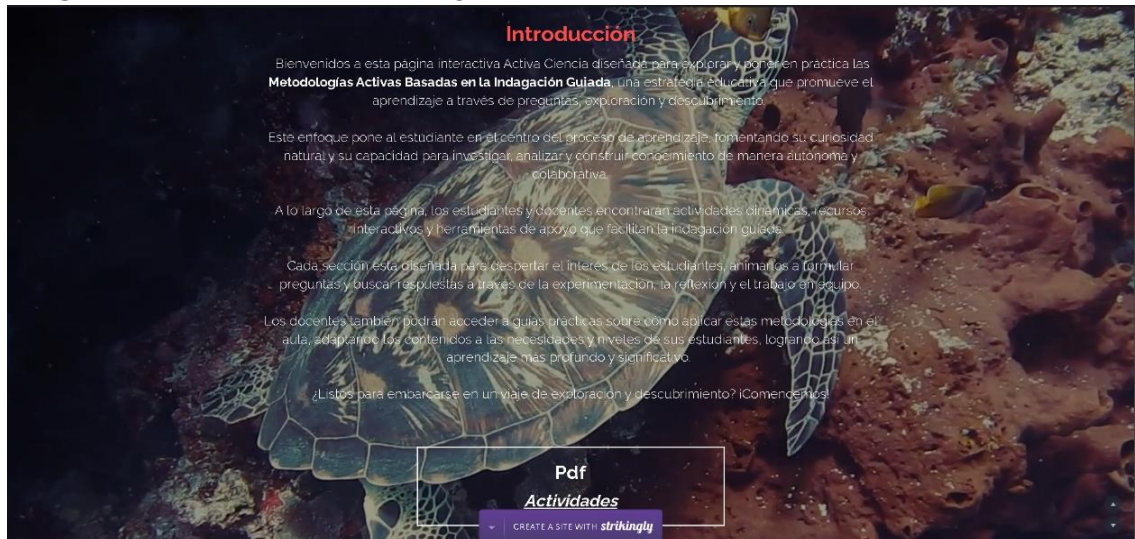 Introducción
Bienvenidos a esta página interactiva Activa Ciencia diseñada para explorar y poner en práctica las
Metodologías Activas Basadas en la Indagación Guiada, una estrategia educativa que promueve el
aprendizaje a través de preguntas, exploración y descubrimiento.
Este enfoque pone al estudiante en el centro del proceso de aprendizaje, fomentando su curiosidad
natural y su capacidad para investigar, analizar y construir conocimiento de manera autónoma y
colaborativa.
A lo largo de esta página, los estudiantes y docentes encontrarán actividades dinámicas, recursos
interactivos y herramientas de apoyo que facilitan la indagación guiada.
Cada sección está diseñada para despertar el interés de los estudiantes, animarlos a formular
preguntas y buscar respuestas a través de la experimentación, la reflexión y el trabajo en equipo.
Los docentes también podrán acceder a guías prácticas sobre cómo aplicar estas metodologías en el
aula, adaptando los contenidos a las necesidades y niveles de sus estudiantes, logrando así un
aprendizaje más profundo y significativo.
¿Listos para embarcarse en un viaje de exploración y descubrimiento? ¡Comencemos!
Pdf
Actividades
CREATE A SITE WITH strikingly